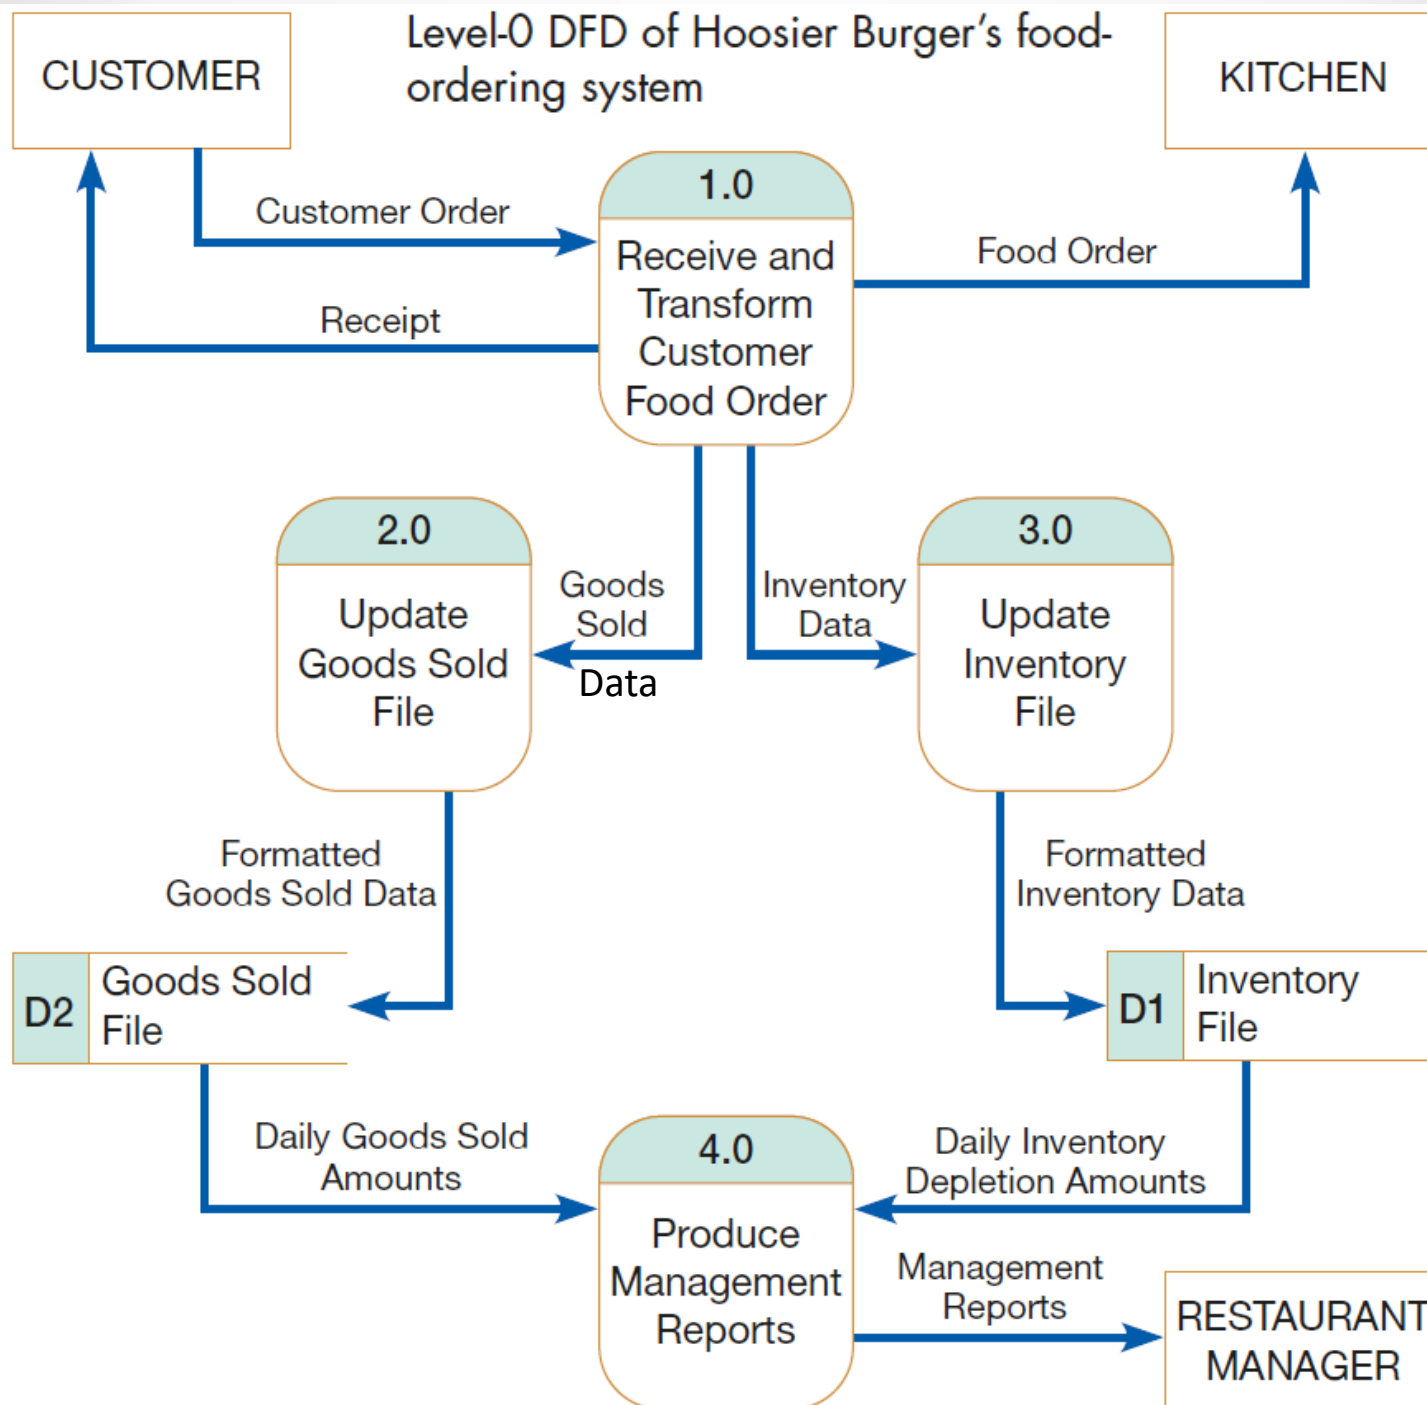 Level-0 DFD of Hoosier Burger's food-
ordering system
CUSTOMER
KITCHEN
1.0
Receive and
Transform
Customer
Food Order
Customer Order
Receipt
Food Order
2.0
Update
Goods Sold
File
Goods
Sold
Data
Inventory
Data
3.0
Update
Inventory
File
Formatted
Goods Sold Data
Formatted
Inventory Data
D2
Goods Sold
File
D1
Inventory
File
Daily Goods Sold
Amounts
4.0
Produce
Management
Reports
Daily Inventory
Depletion Amounts
Management
Reports
RESTAURANT
MANAGER